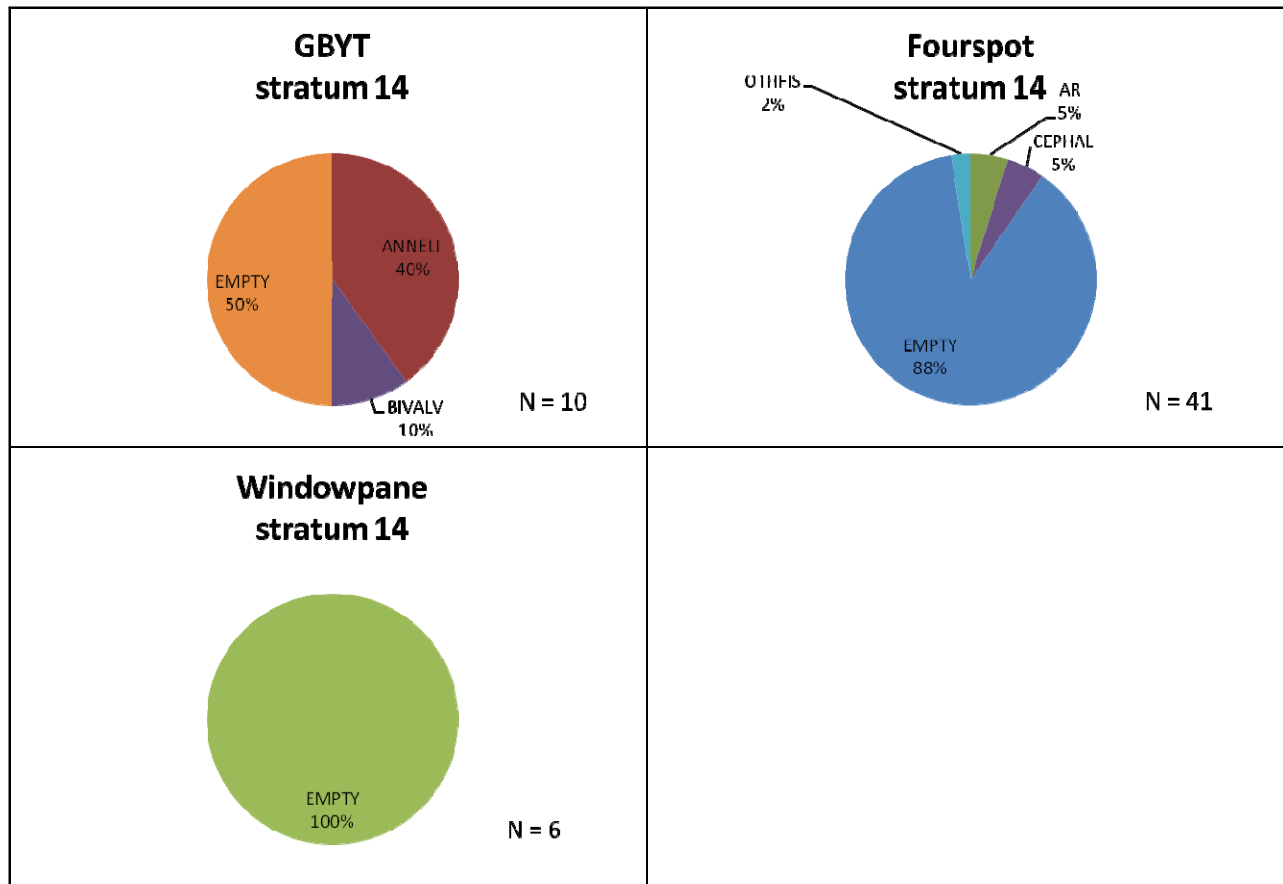 GBYT
stratum 14
EMPTY
50%
ANNELI
40%
BIVALV
10%
N = 10
Fourspot
stratum 14
OTHFIS
2%
AR
5%
CEPHAL
5%
EMPTY
88%
N = 41
Windowpane
stratum 14
EMPTY
100%
N = 6